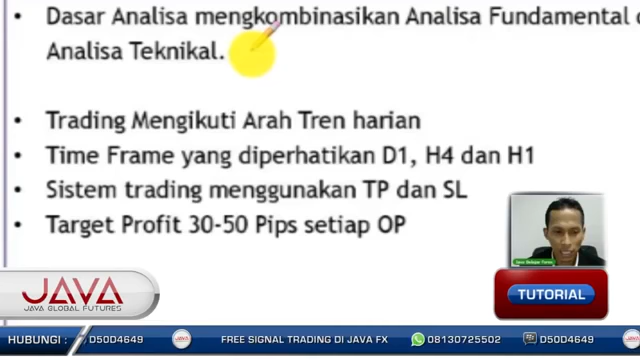 • Dasar Analisa mengkombinasikan Analisa Fundamental
Analisa Teknikal.
• Trading Mengikuti Arah Tren harian
• Time Frame yang diperhatikan D1, H4 dan H1
• Sistem trading menggunakan TP dan SL
• Target Profit 30-50 Pips setiap OP
JAVA
JAVA GLOBAL FUTURES
TUTORIAL
HUBUNGI : D50D4649 JAVA FREE SIGNAL TRADING DI JAVA FX 08130725502 D50D4649 JAVA